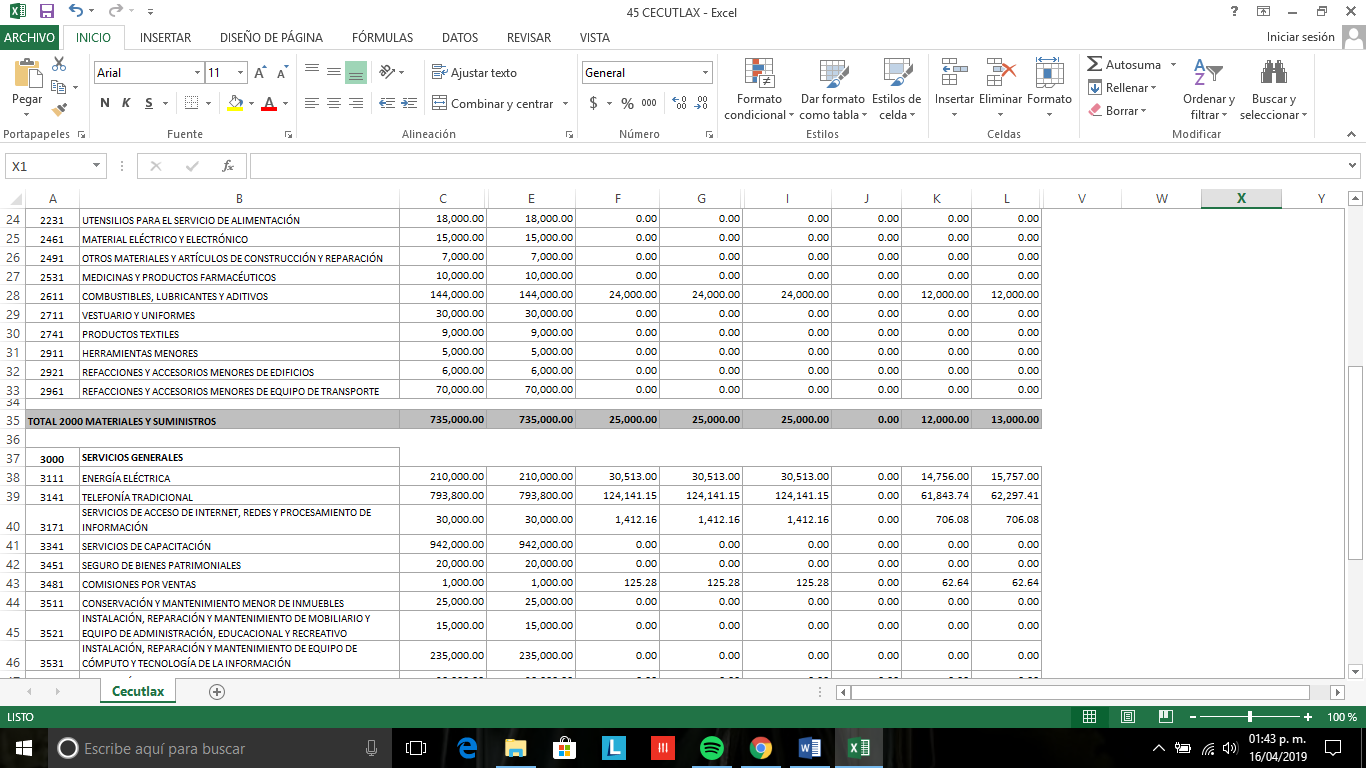 45 CECUTLAX - Excel
ARCHIVO INICIO INSERTAR DISEÑO DE PÁGINA FÓRMULAS DATOS REVISAR VISTA Iniciar sesión
Pegar
Arial 11
N K S
Ajustar texto
Combinar y centrar
General
$ % 000
Formato condicional
Dar formato como tabla
Estilos de celda
Insertar Eliminar Formato
Autosuma
Rellenar
Borrar
Ordenar y filtrar
Buscar y seleccionar
Portapapeles Fuente Alineación Número Estilos Celdas Modificar
X1 fx
A B C E F G I J K L V W X Y
24 2231 UTENSILIOS PARA EL SERVICIO DE ALIMENTACIÓN 18,000.00 18,000.00 0.00 0.00 0.00 0.00 0.00 0.00
25 2461 MATERIAL ELÉCTRICO Y ELECTRÓNICO 15,000.00 15,000.00 0.00 0.00 0.00 0.00 0.00 0.00
26 2491 OTROS MATERIALES Y ARTÍCULOS DE CONSTRUCCIÓN Y REPARACIÓN 7,000.00 7,000.00 0.00 0.00 0.00 0.00 0.00 0.00
27 2531 MEDICINAS Y PRODUCTOS FARMACÉUTICOS 10,000.00 10,000.00 0.00 0.00 0.00 0.00 0.00 0.00
28 2611 COMBUSTIBLES, LUBRICANTES Y ADITIVOS 144,000.00 144,000.00 24,000.00 24,000.00 24,000.00 0.00 12,000.00 12,000.00
29 2711 VESTUARIO Y UNIFORMES 30,000.00 30,000.00 0.00 0.00 0.00 0.00 0.00 0.00
30 2741 PRODUCTOS TEXTILES 9,000.00 9,000.00 0.00 0.00 0.00 0.00 0.00 0.00
31 2911 HERRAMIENTAS MENORES 5,000.00 5,000.00 0.00 0.00 0.00 0.00 0.00 0.00
32 2921 REFACCIONES Y ACCESORIOS MENORES DE EDIFICIOS 6,000.00 6,000.00 0.00 0.00 0.00 0.00 0.00 0.00
33 2961 REFACCIONES Y ACCESORIOS MENORES DE EQUIPO DE TRANSPORTE 70,000.00 70,000.00 0.00 0.00 0.00 0.00 0.00 0.00
34
35 TOTAL 2000 MATERIALES Y SUMINISTROS 735,000.00 735,000.00 25,000.00 25,000.00 25,000.00 0.00 12,000.00 13,000.00
36
37 3000 SERVICIOS GENERALES
38 3111 ENERGÍA ELÉCTRICA 210,000.00 210,000.00 30,513.00 30,513.00 30,513.00 0.00 14,756.00 15,757.00
39 3141 TELEFONÍA TRADICIONAL 793,800.00 793,800.00 124,141.15 124,141.15 124,141.15 0.00 61,843.74 62,297.41
SERVICIOS DE ACCESO DE INTERNET, REDES Y PROCESAMIENTO DE
40 3171 INFORMACIÓN 30,000.00 30,000.00 1,412.16 1,412.16 1,412.16 0.00 706.08 706.08
41 3341 SERVICIOS DE CAPACITACIÓN 942,000.00 942,000.00 0.00 0.00 0.00 0.00 0.00 0.00
42 3451 SEGURO DE BIENES PATRIMONIALES 20,000.00 20,000.00 0.00 0.00 0.00 0.00 0.00 0.00
43 3481 COMISIONES POR VENTAS 1,000.00 1,000.00 125.28 125.28 125.28 0.00 62.64 62.64
44 3511 CONSERVACIÓN Y MANTENIMIENTO MENOR DE INMUEBLES 25,000.00 25,000.00 0.00 0.00 0.00 0.00 0.00 0.00
INSTALACIÓN, REPARACIÓN Y MANTENIMIENTO DE MOBILIARIO Y
45 3521 EQUIPO DE ADMINISTRACIÓN, EDUCACIONAL Y RECREATIVO 15,000.00 15,000.00 0.00 0.00 0.00 0.00 0.00 0.00
INSTALACIÓN, REPARACIÓN Y MANTENIMIENTO DE EQUIPO DE
46 3531 CÓMPUTO Y TECNOLOGÍA DE LA INFORMACIÓN 235,000.00 235,000.00 0.00 0.00 0.00 0.00 0.00 0.00
Cecutlax
LISTO 100 %
Escribe aquí para buscar
01:43 p. m.
16/04/2019